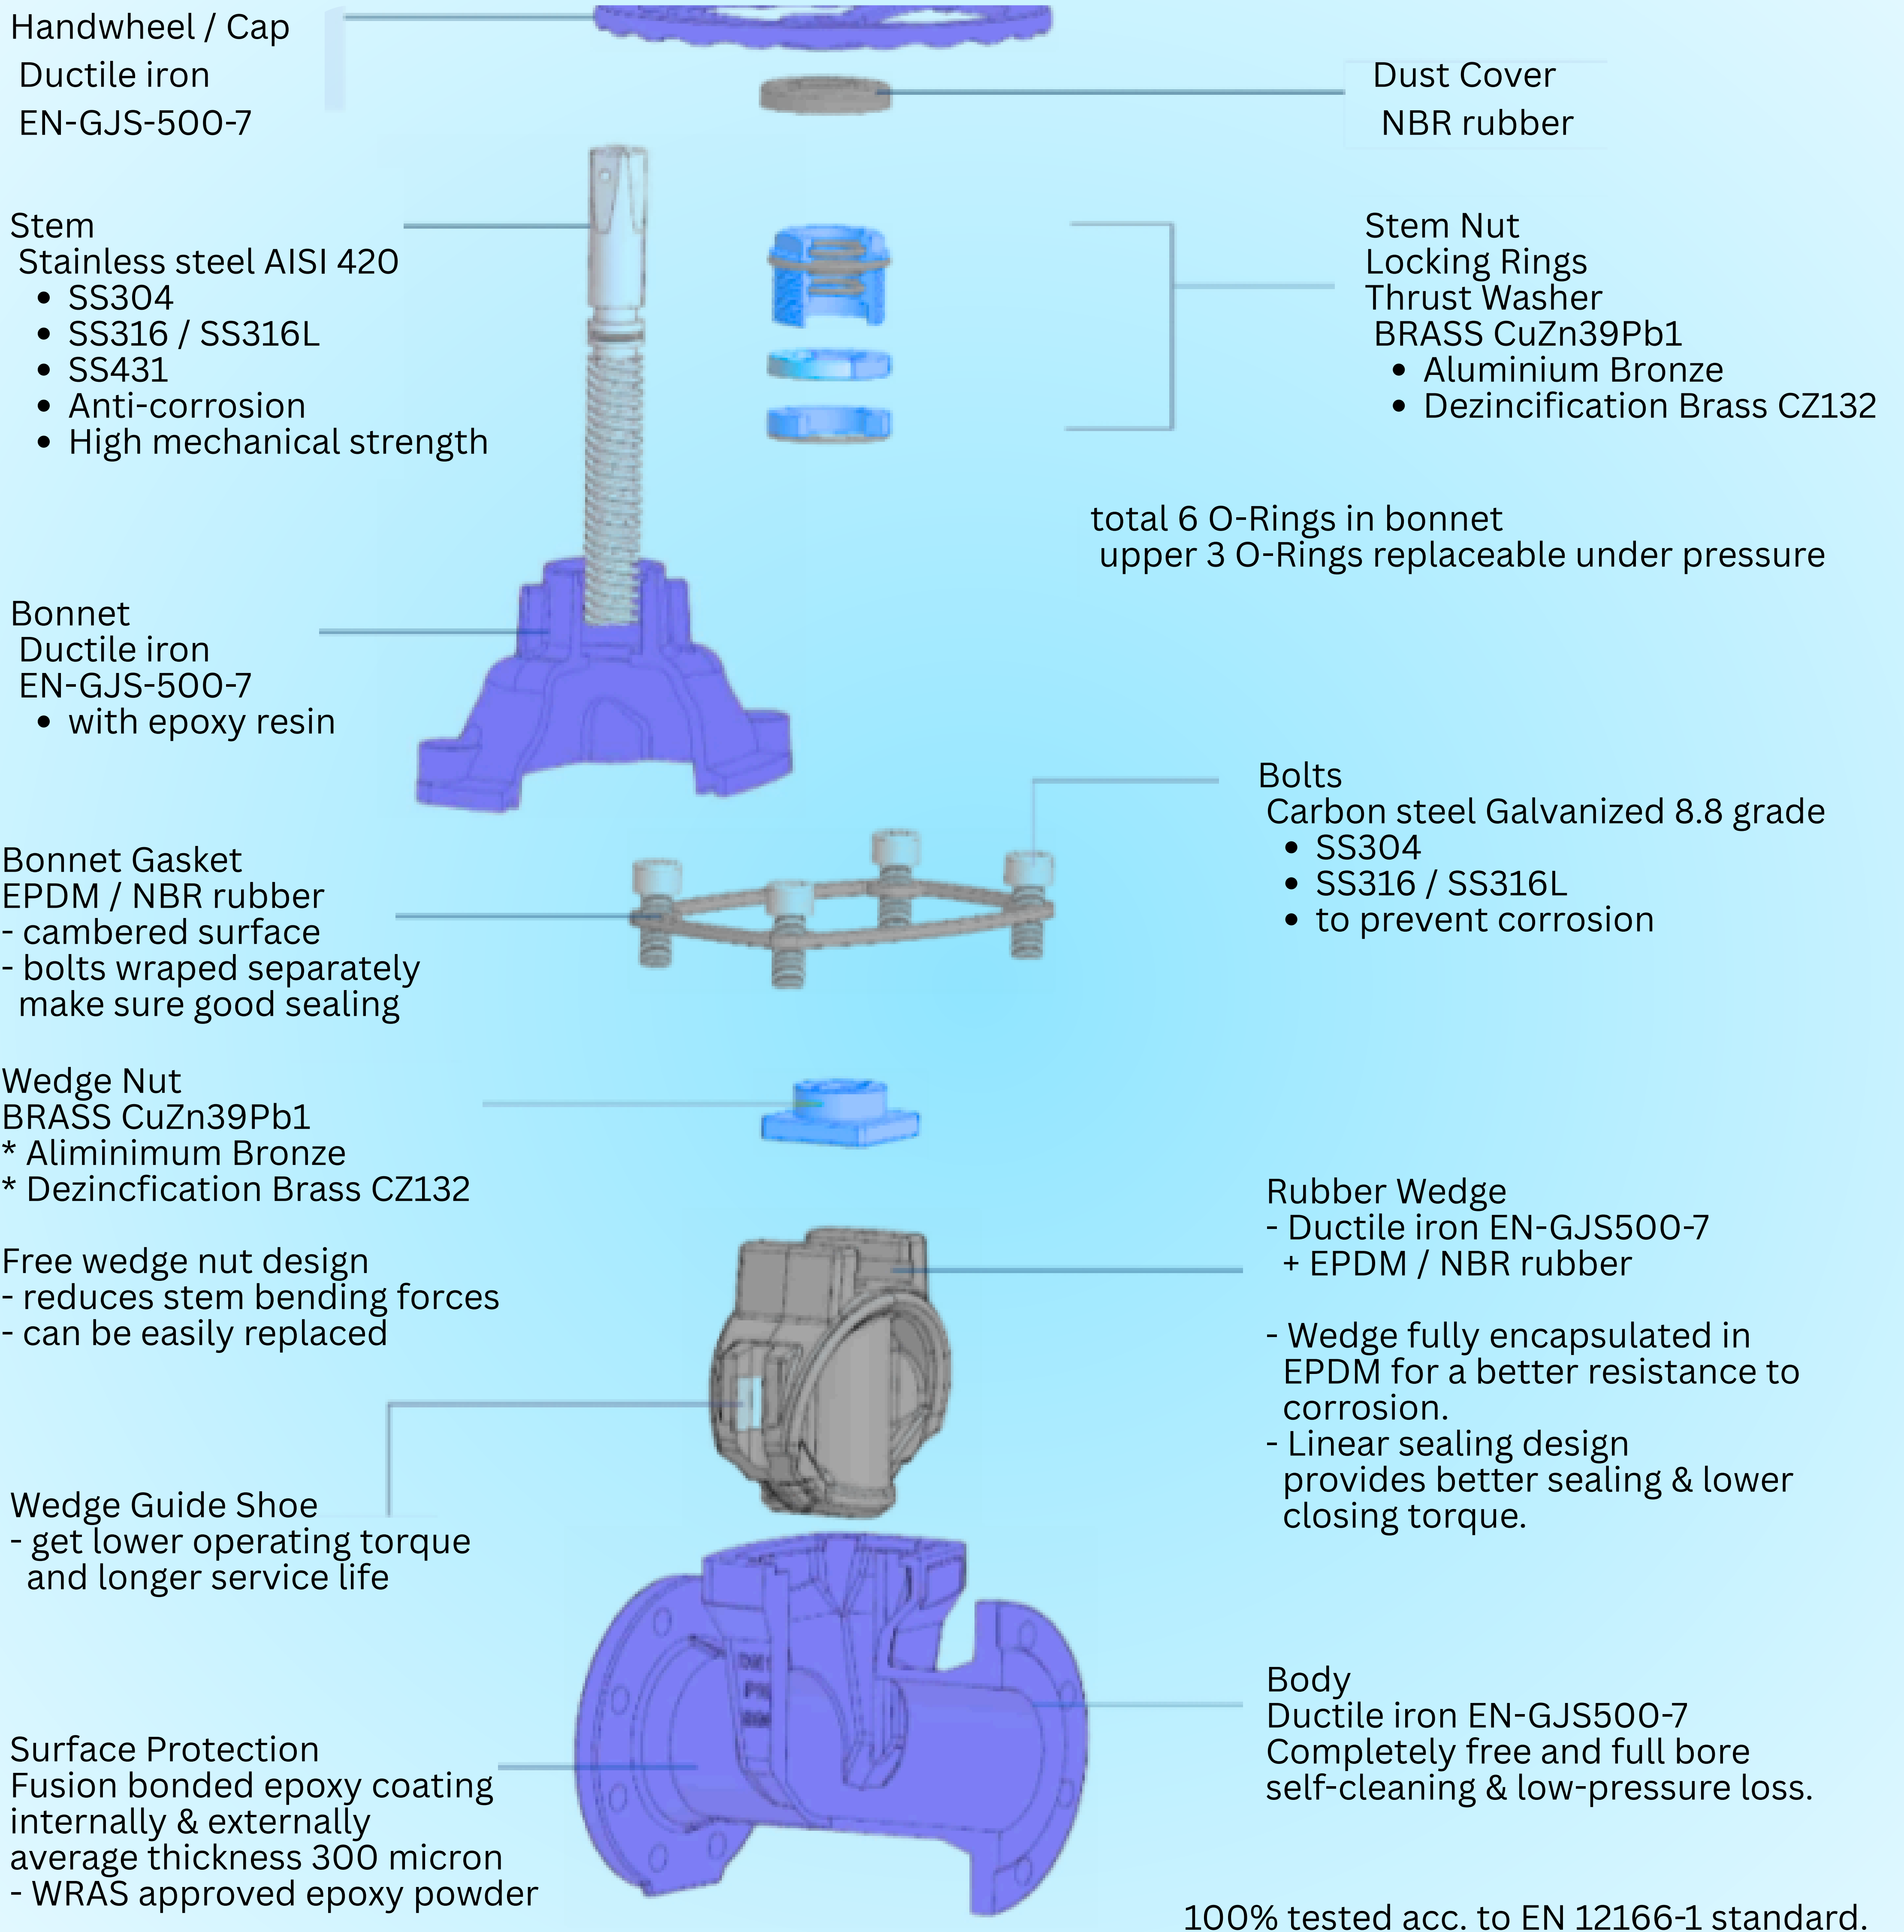 Handwheel / Cap
Ductile iron
EN-GJS-500-7
Dust Cover
NBR rubber
Stem
Stainless steel AISI 420
• SS304
• SS316 / SS316L
• SS431
• Anti-corrosion
• High mechanical strength
Stem Nut
Locking Rings
Thrust Washer
BRASS CuZn39Pb1
• Aluminium Bronze
• Dezincification Brass CZ132
total 6 O-Rings in bonnet
upper 3 O-Rings replaceable under pressure
Bonnet
Ductile iron
EN-GJS-500-7
• with epoxy resin
Bolts
Carbon steel Galvanized 8.8 grade
• SS304
• SS316 / SS316L
• to prevent corrosion
Bonnet Gasket
EPDM / NBR rubber
- cambered surface
- bolts wraped separately
make sure good sealing
Wedge Nut
BRASS CuZn39Pb1
* Aliminimum Bronze
* Dezincfication Brass CZ132
Free wedge nut design
- reduces stem bending forces
- can be easily replaced
Rubber Wedge
- Ductile iron EN-GJS500-7
+ EPDM / NBR rubber
- Wedge fully encapsulated in
EPDM for a better resistance to
corrosion.
- Linear sealing design
provides better sealing & lower
closing torque.
Wedge Guide Shoe
- get lower operating torque
and longer service life
Body
Ductile iron EN-GJS500-7
Completely free and full bore
self-cleaning & low-pressure loss.
Surface Protection
Fusion bonded epoxy coating
internally & externally
average thickness 300 micron
- WRAS approved epoxy powder
100% tested acc. to EN 12166-1 standard.